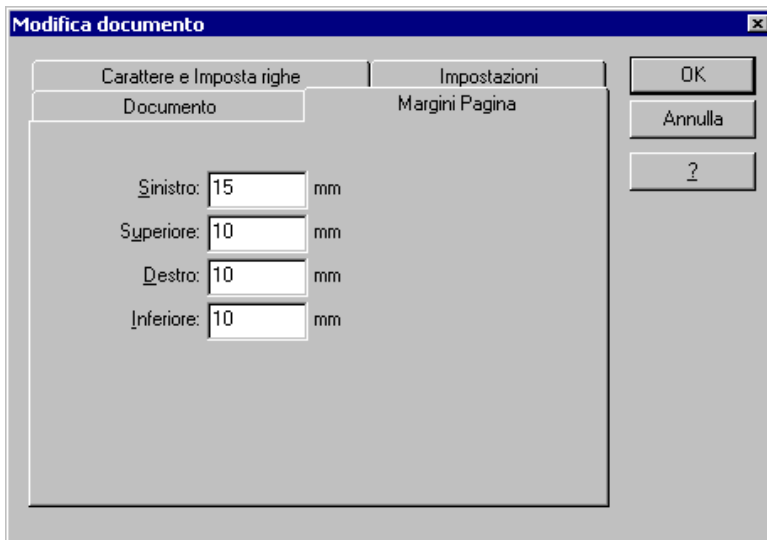 Modifica documento
Carattere e Imposta righe
Impostazioni
Documento
Margini Pagina
OK
Annulla
?
Sinistro: 15 mm
Superiore: 10 mm
Destro: 10 mm
Inferiore: 10 mm